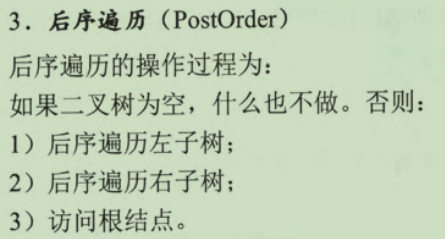 3．后序遍历（PostOrder）
后序遍历的操作过程为：
如果二叉树为空，什么也不做。否则：
1）后序遍历左子树；
2）后序遍历右子树；
3）访问根结点。